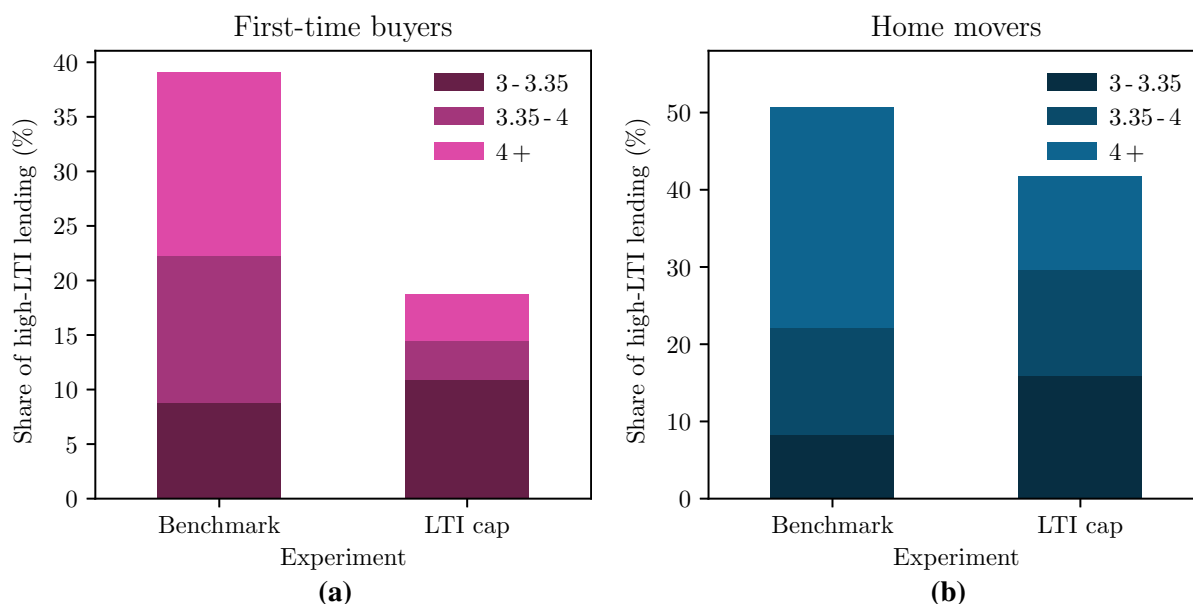 First-time buyers
Share of high-LTI lending (%)
40
35
30
25
20
15
10
5
0
3 - 3.35
3.35 - 4
4 +
Benchmark
LTI cap
Experiment
(a)
Home movers
Share of high-LTI lending (%)
50
40
30
20
10
0
3 - 3.35
3.35 - 4
4 +
Benchmark
LTI cap
Experiment
(b)